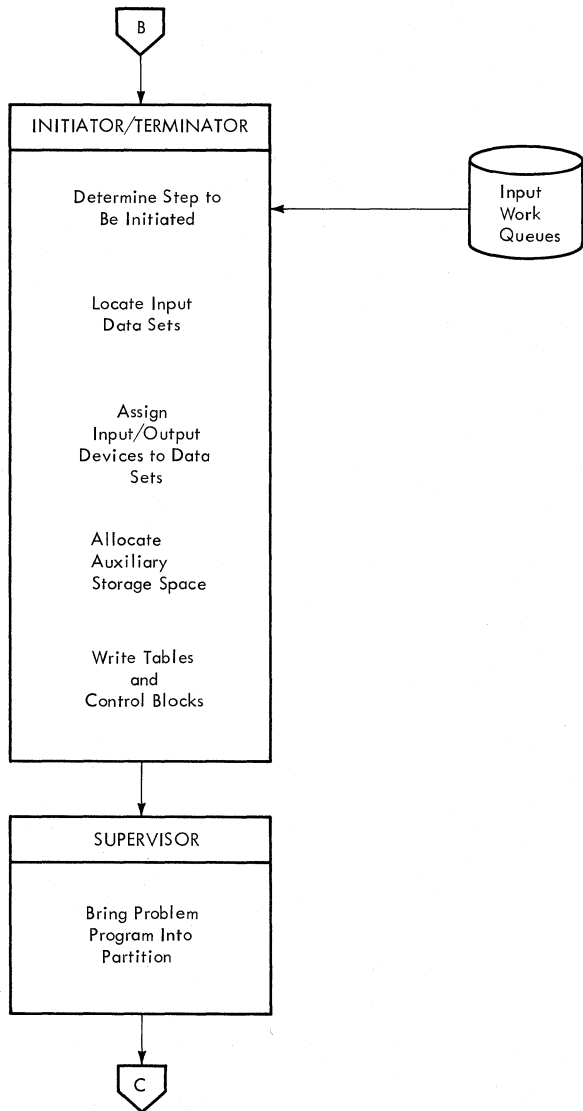 B
INITIATOR/TERMINATOR
Determine Step to
Be Initiated
Input
Work
Queues
Locate Input
Data Sets
Assign
Input/Output
Devices to Data
Sets
Allocate
Auxiliary
Storage Space
Write Tables
and
Control Blocks
SUPERVISOR
Bring Problem
Program Into
Partition
C